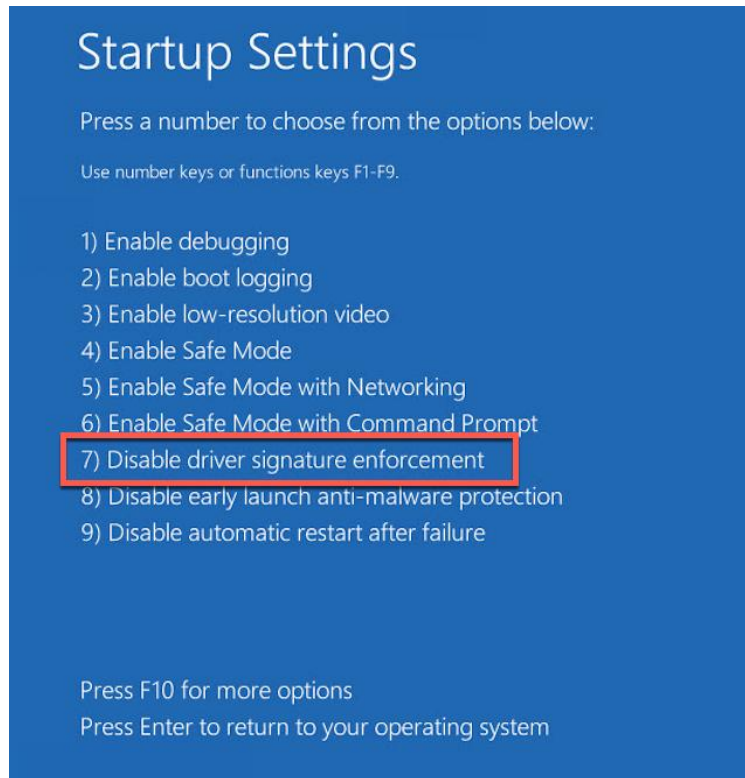 Startup Settings
Press a number to choose from the options below:
Use number keys or functions keys F1-F9.
1) Enable debugging
2) Enable boot logging
3) Enable low-resolution video
4) Enable Safe Mode
5) Enable Safe Mode with Networking
6) Enable Safe Mode with Command Prompt
7) Disable driver signature enforcement
8) Disable early launch anti-malware protection
9) Disable automatic restart after failure
Press F10 for more options
Press Enter to return to your operating system